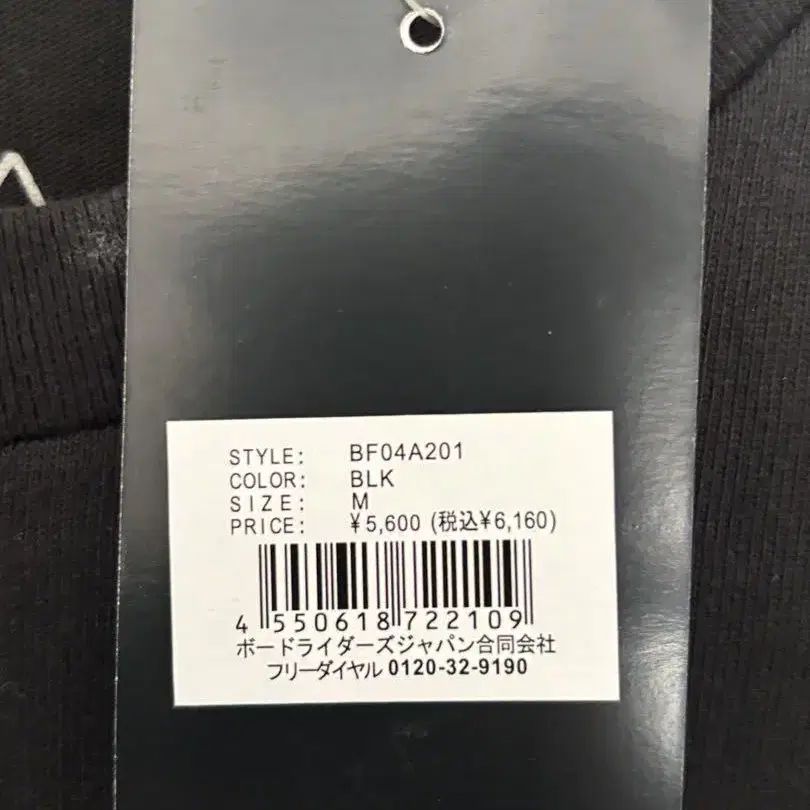 STYLE: BF04A201
COLOR: BLK
SIZE: M
PRICE: ¥5,600 (税込¥6,160)
4 550618 722109
ボードライダーズジャパン合同会社
フリーダイヤル 0120-32-9190